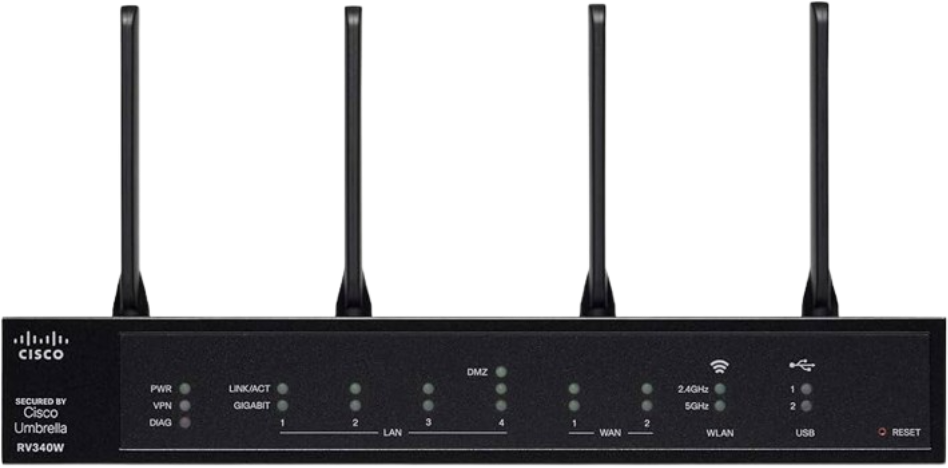 CISCO
SECURED BY
Cisco
Umbrella
RV340W
DMZ
PWR LINK/ACT 2.4GHz 1
VPN GIGABIT 5GHz 2
DIAG 1 2 3 4 1 2
LAN WAN WLAN USB RESET